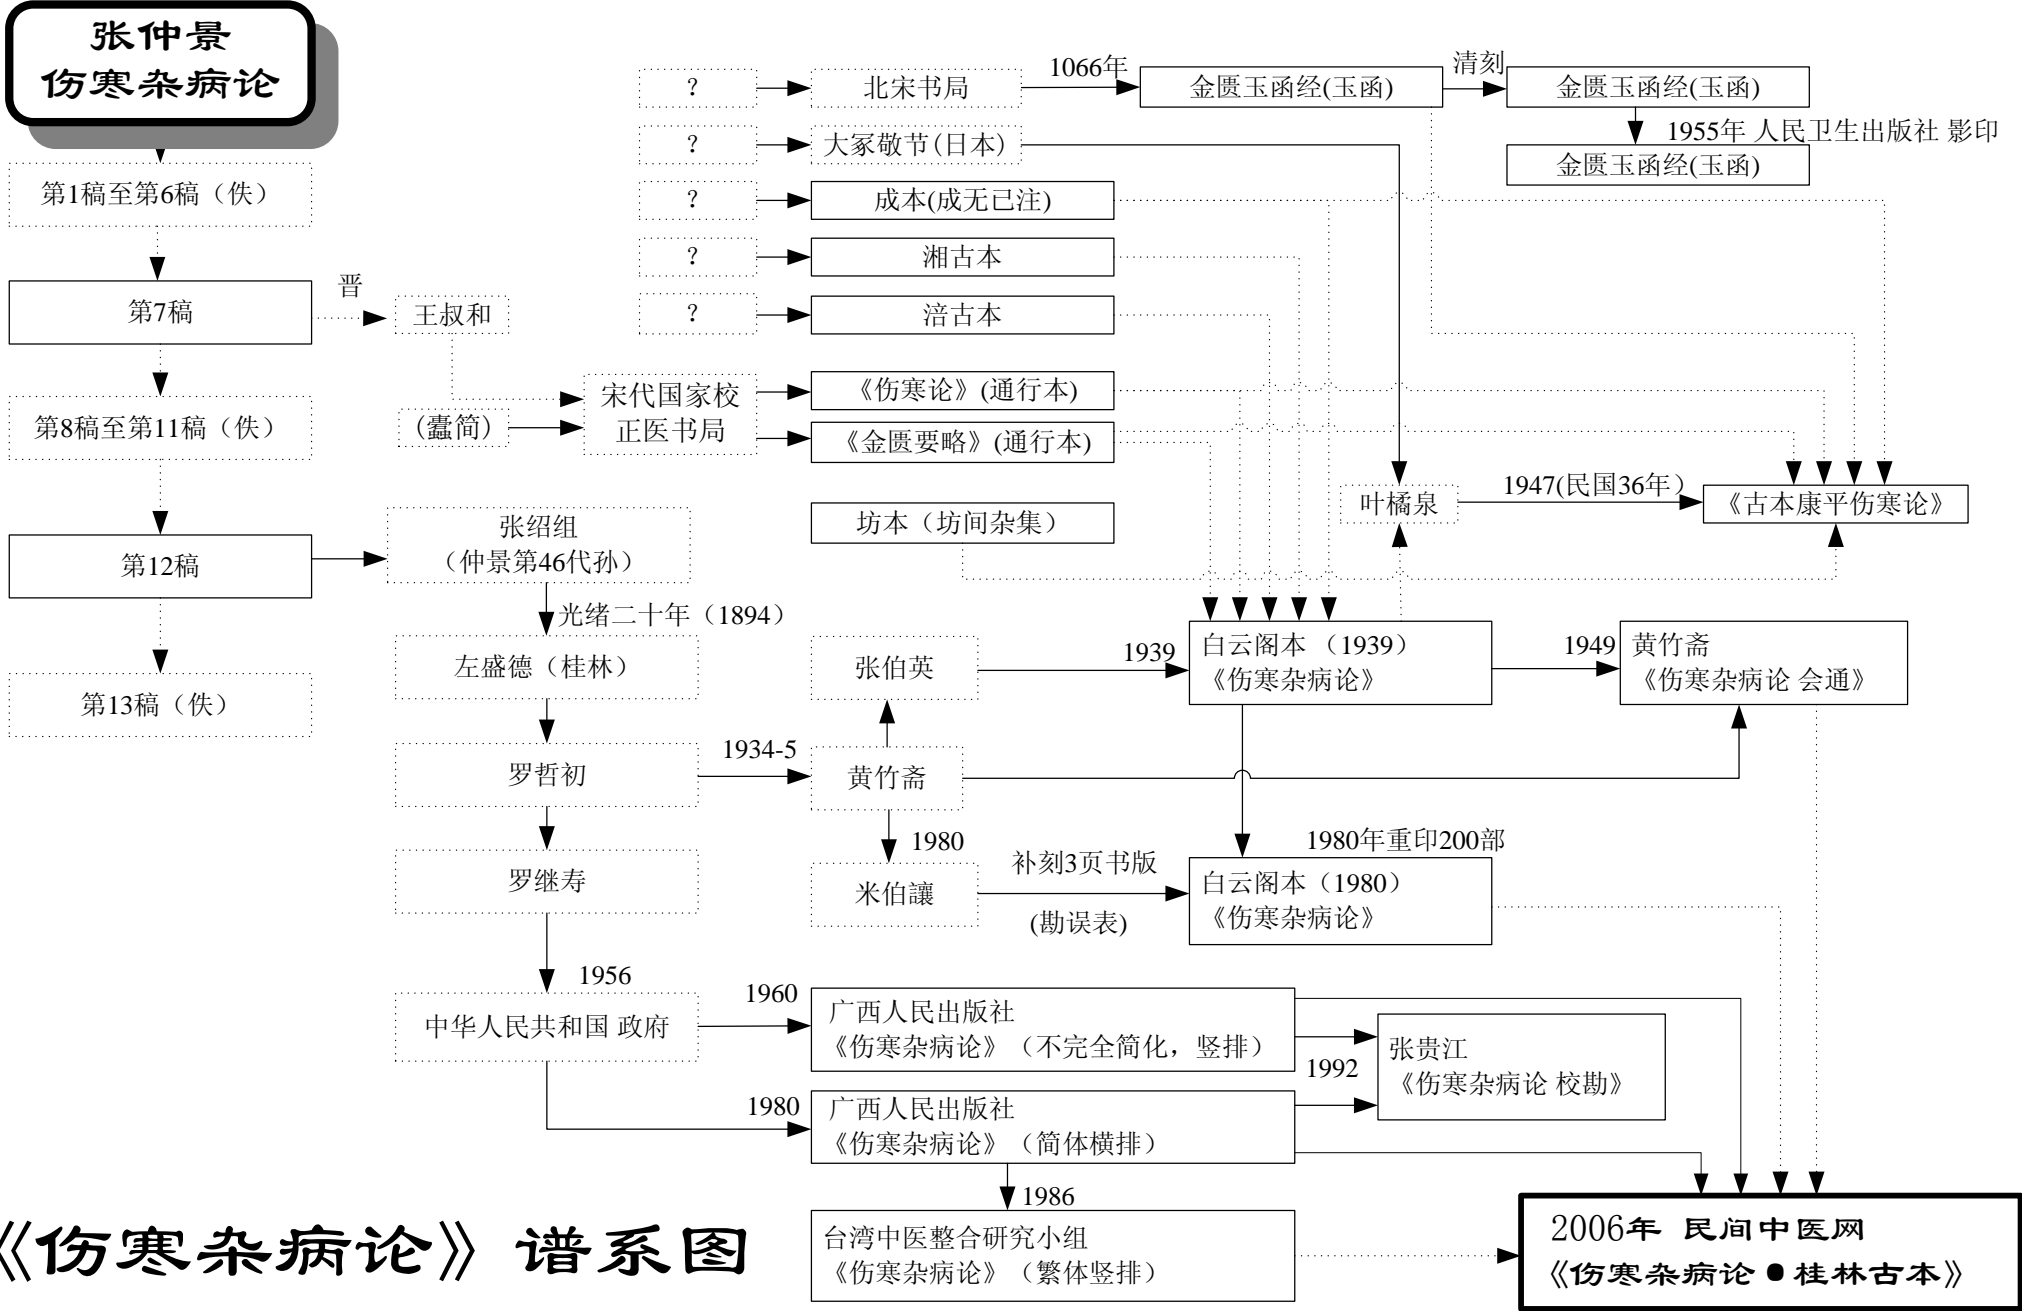 张仲景
伤寒杂病论
第1稿至第6稿（佚）
第7稿
晋
王叔和
第8稿至第11稿（佚）
(蠹简)
宋代国家校
正医书局
第12稿
张绍组
（仲景第46代孙）
第13稿（佚）
光绪二十年（1894）
左盛德（桂林）
罗哲初
1934-5
罗继寿
1956
中华人民共和国 政府
?
北宋书局
1066年
金匮玉函经(玉函)
清刻
金匮玉函经(玉函)
1955年 人民卫生出版社 影印
金匮玉函经(玉函)
?
大冢敬节(日本)
?
成本(成无已注)
?
湘古本
?
涪古本
《伤寒论》(通行本)
《金匮要略》(通行本)
坊本（坊间杂集）
叶橘泉
1947(民国36年）
《古本康平伤寒论》
张伯英
1939
白云阁本 （1939）
《伤寒杂病论》
1949
黄竹斋
《伤寒杂病论 会通》
黄竹斋
1980
米伯讓
补刻3页书版
(勘误表)
1980年重印200部
白云阁本（1980）
《伤寒杂病论》
1960
广西人民出版社
《伤寒杂病论》（不完全简化，竖排）
1992
张贵江
《伤寒杂病论 校勘》
1980
广西人民出版社
《伤寒杂病论》（简体横排）
1986
台湾中医整合研究小组
《伤寒杂病论》（繁体竖排）
2006年 民间中医网
《伤寒杂病论●桂林古本》
《伤寒杂病论》谱系图